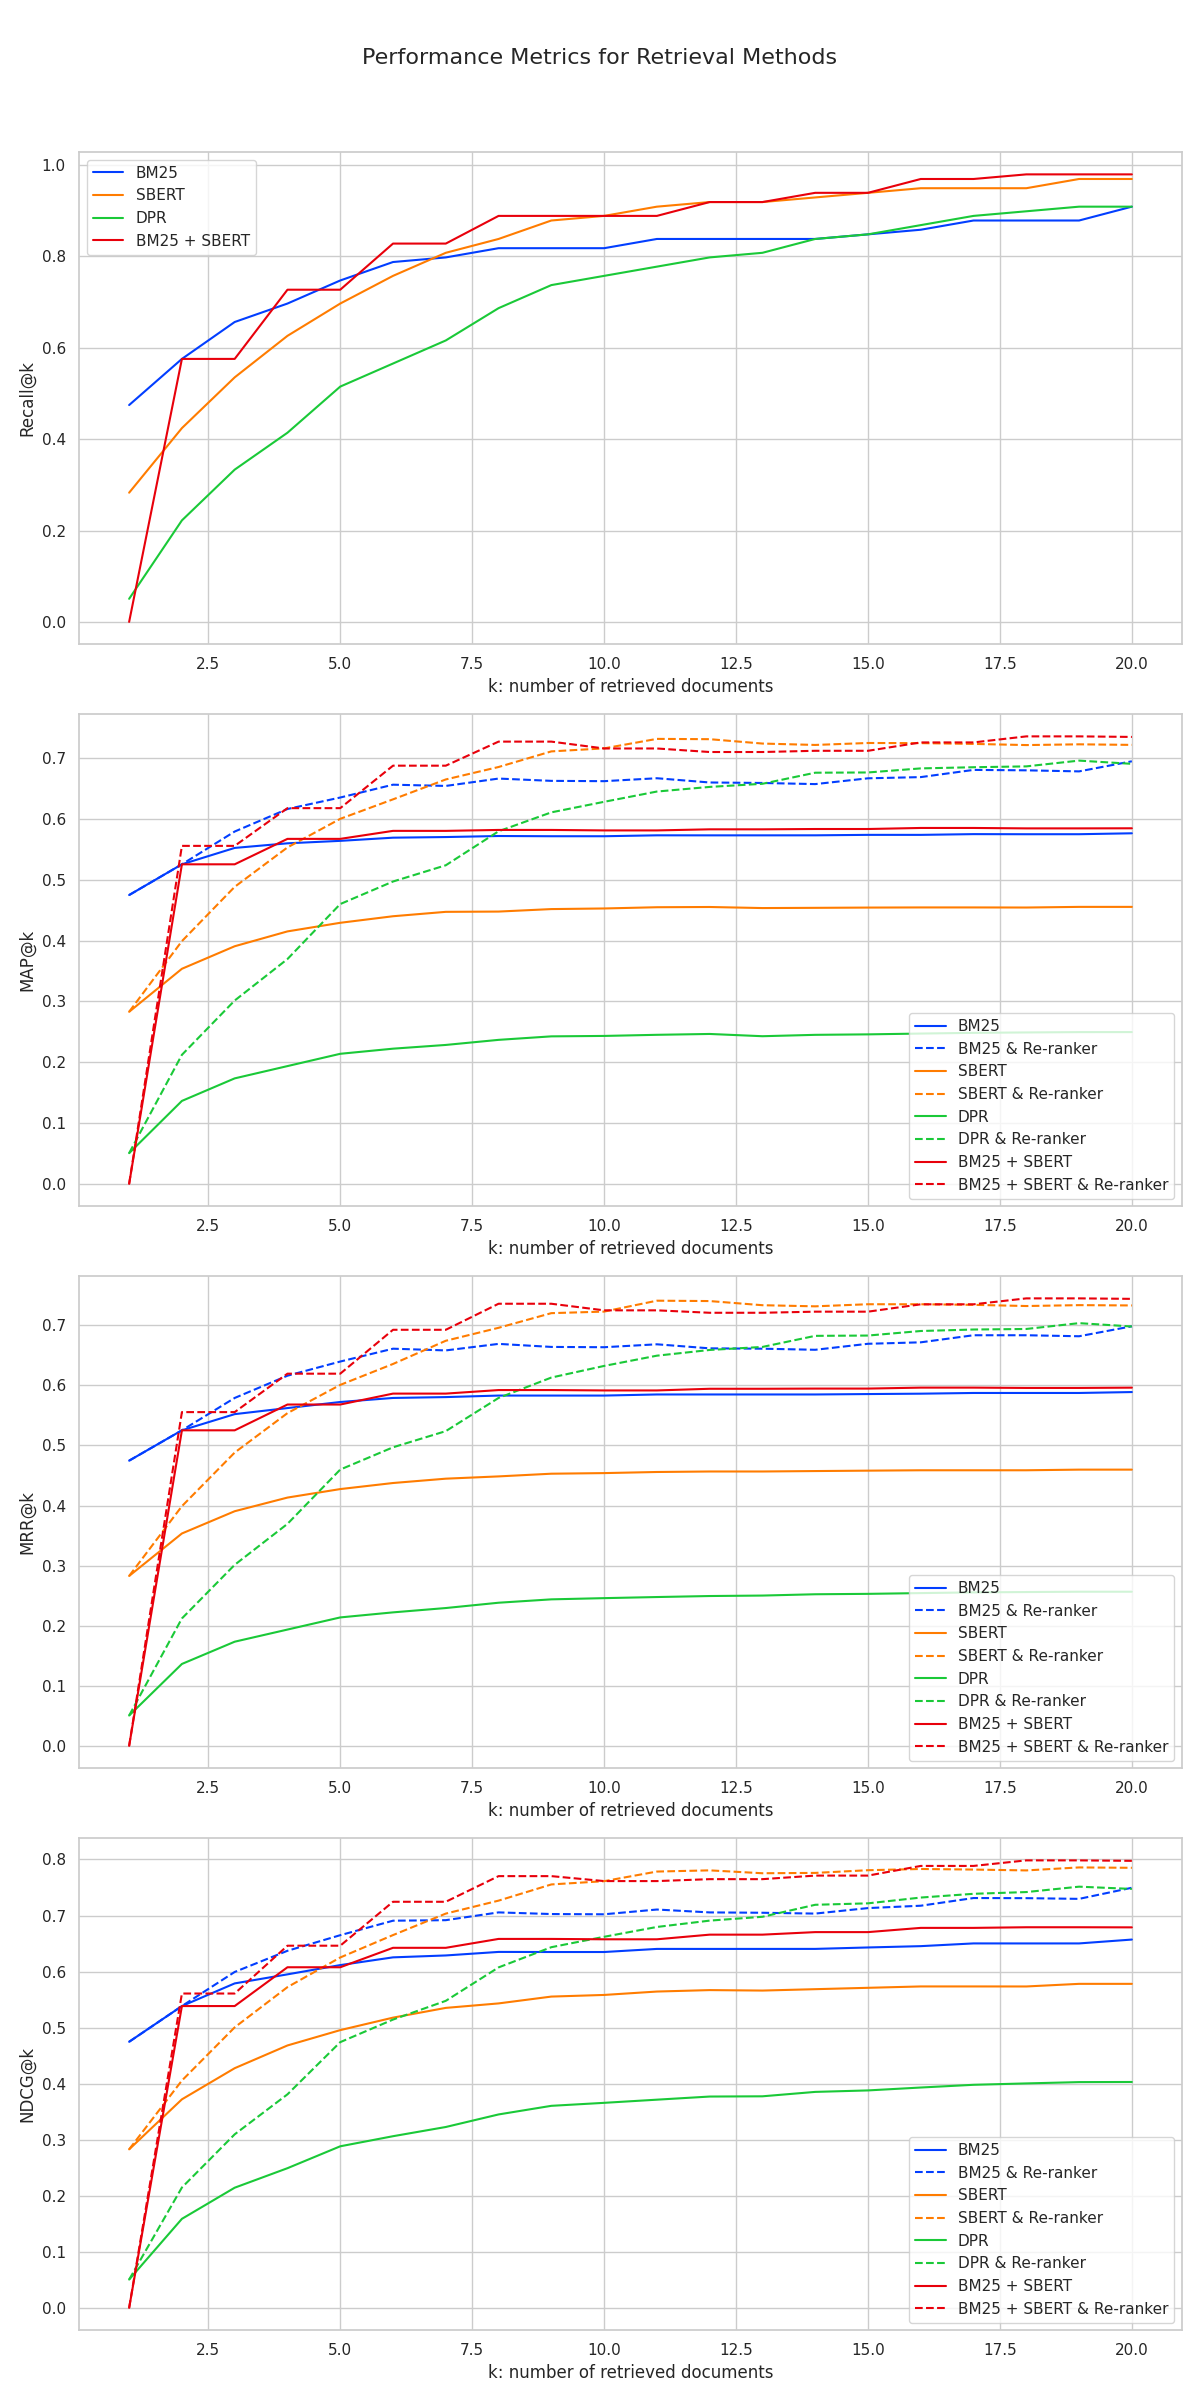 Performance Metrics for Retrieval Methods
1.0
0.8
0.6
0.4
0.2
0.0
Recall@k
BM25
SBERT
DPR
BM25 + SBERT
2.5 5.0 7.5 10.0 12.5 15.0 17.5 20.0
k: number of retrieved documents
0.7
0.6
0.5
0.4
0.3
0.2
0.1
0.0
MAP@k
BM25
BM25 & Re-ranker
SBERT
SBERT & Re-ranker
DPR
DPR & Re-ranker
BM25 + SBERT
BM25 + SBERT & Re-ranker
2.5 5.0 7.5 10.0 12.5 15.0 17.5 20.0
k: number of retrieved documents
0.7
0.6
0.5
0.4
0.3
0.2
0.1
0.0
MRR@k
BM25
BM25 & Re-ranker
SBERT
SBERT & Re-ranker
DPR
DPR & Re-ranker
BM25 + SBERT
BM25 + SBERT & Re-ranker
2.5 5.0 7.5 10.0 12.5 15.0 17.5 20.0
k: number of retrieved documents
0.8
0.7
0.6
0.5
0.4
0.3
0.2
0.1
0.0
NDCG@k
BM25
BM25 & Re-ranker
SBERT
SBERT & Re-ranker
DPR
DPR & Re-ranker
BM25 + SBERT
BM25 + SBERT & Re-ranker
2.5 5.0 7.5 10.0 12.5 15.0 17.5 20.0
k: number of retrieved documents